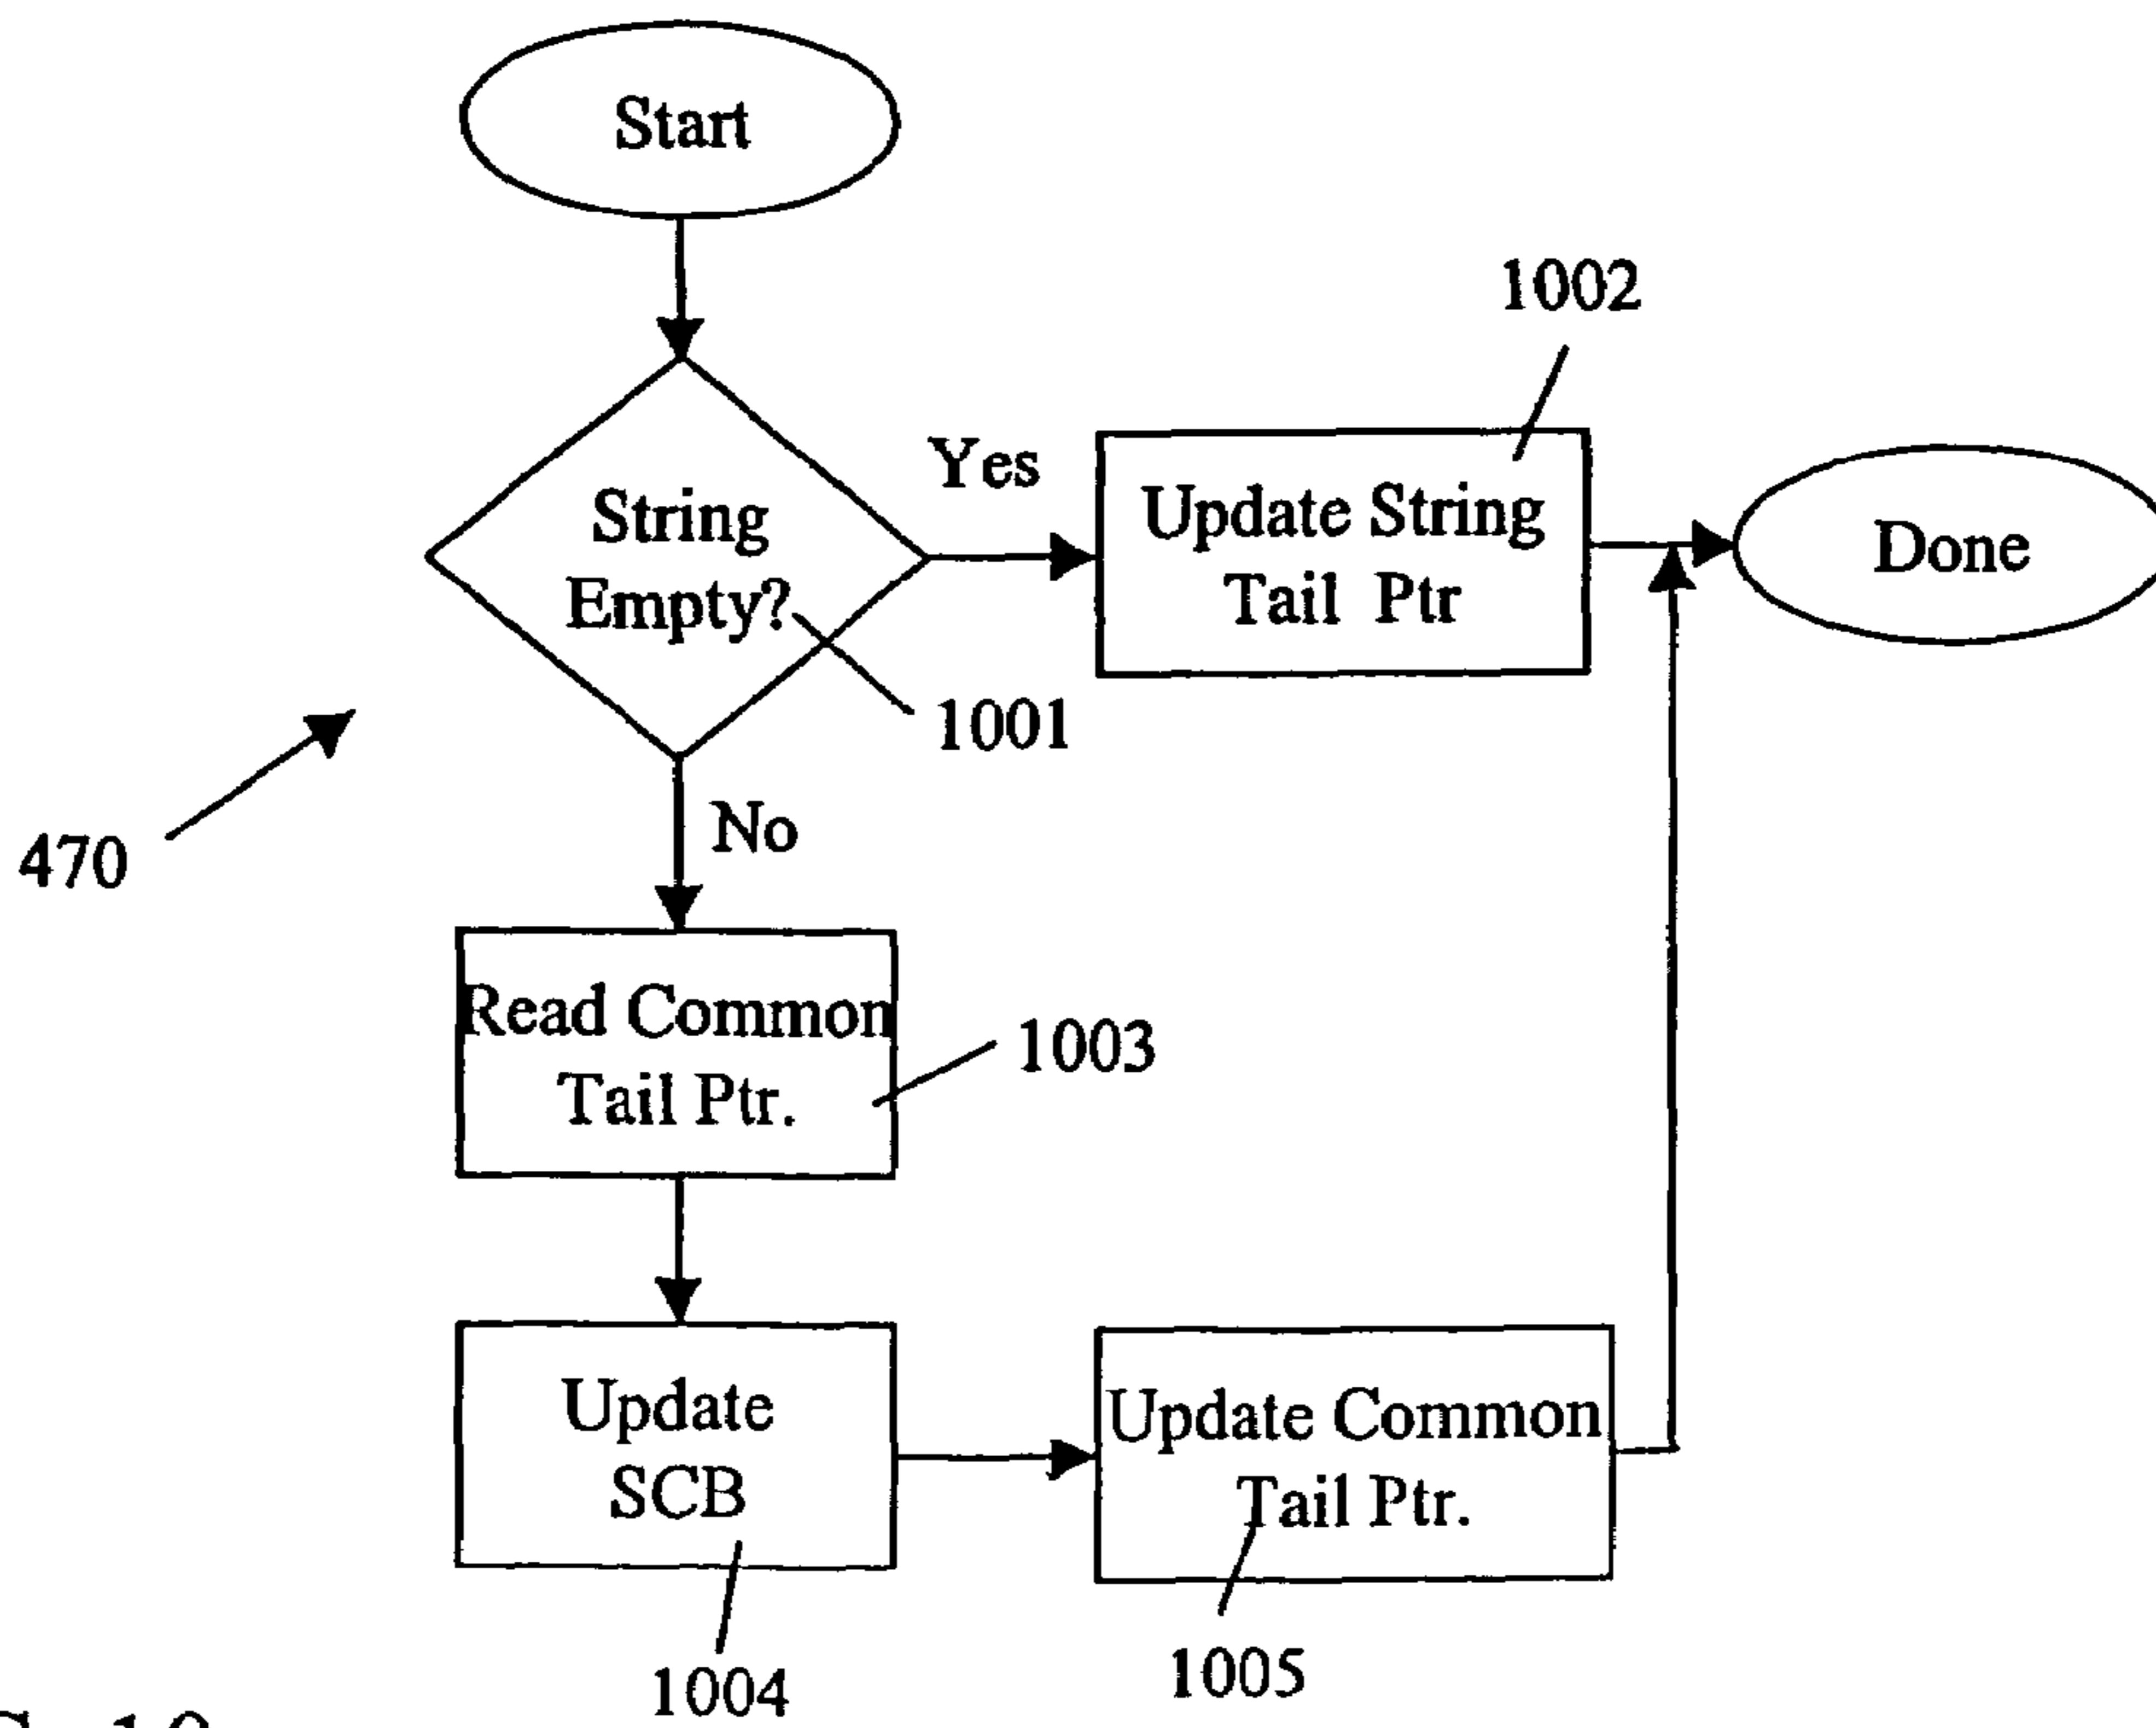 Start
1002
Yes
String
Empty?
Update String
Tail Ptr
Done
1001
No
470
Read Common
Tail Ptr.
1003
Update
SCB
Update Common
Tail Ptr.
1004
1005